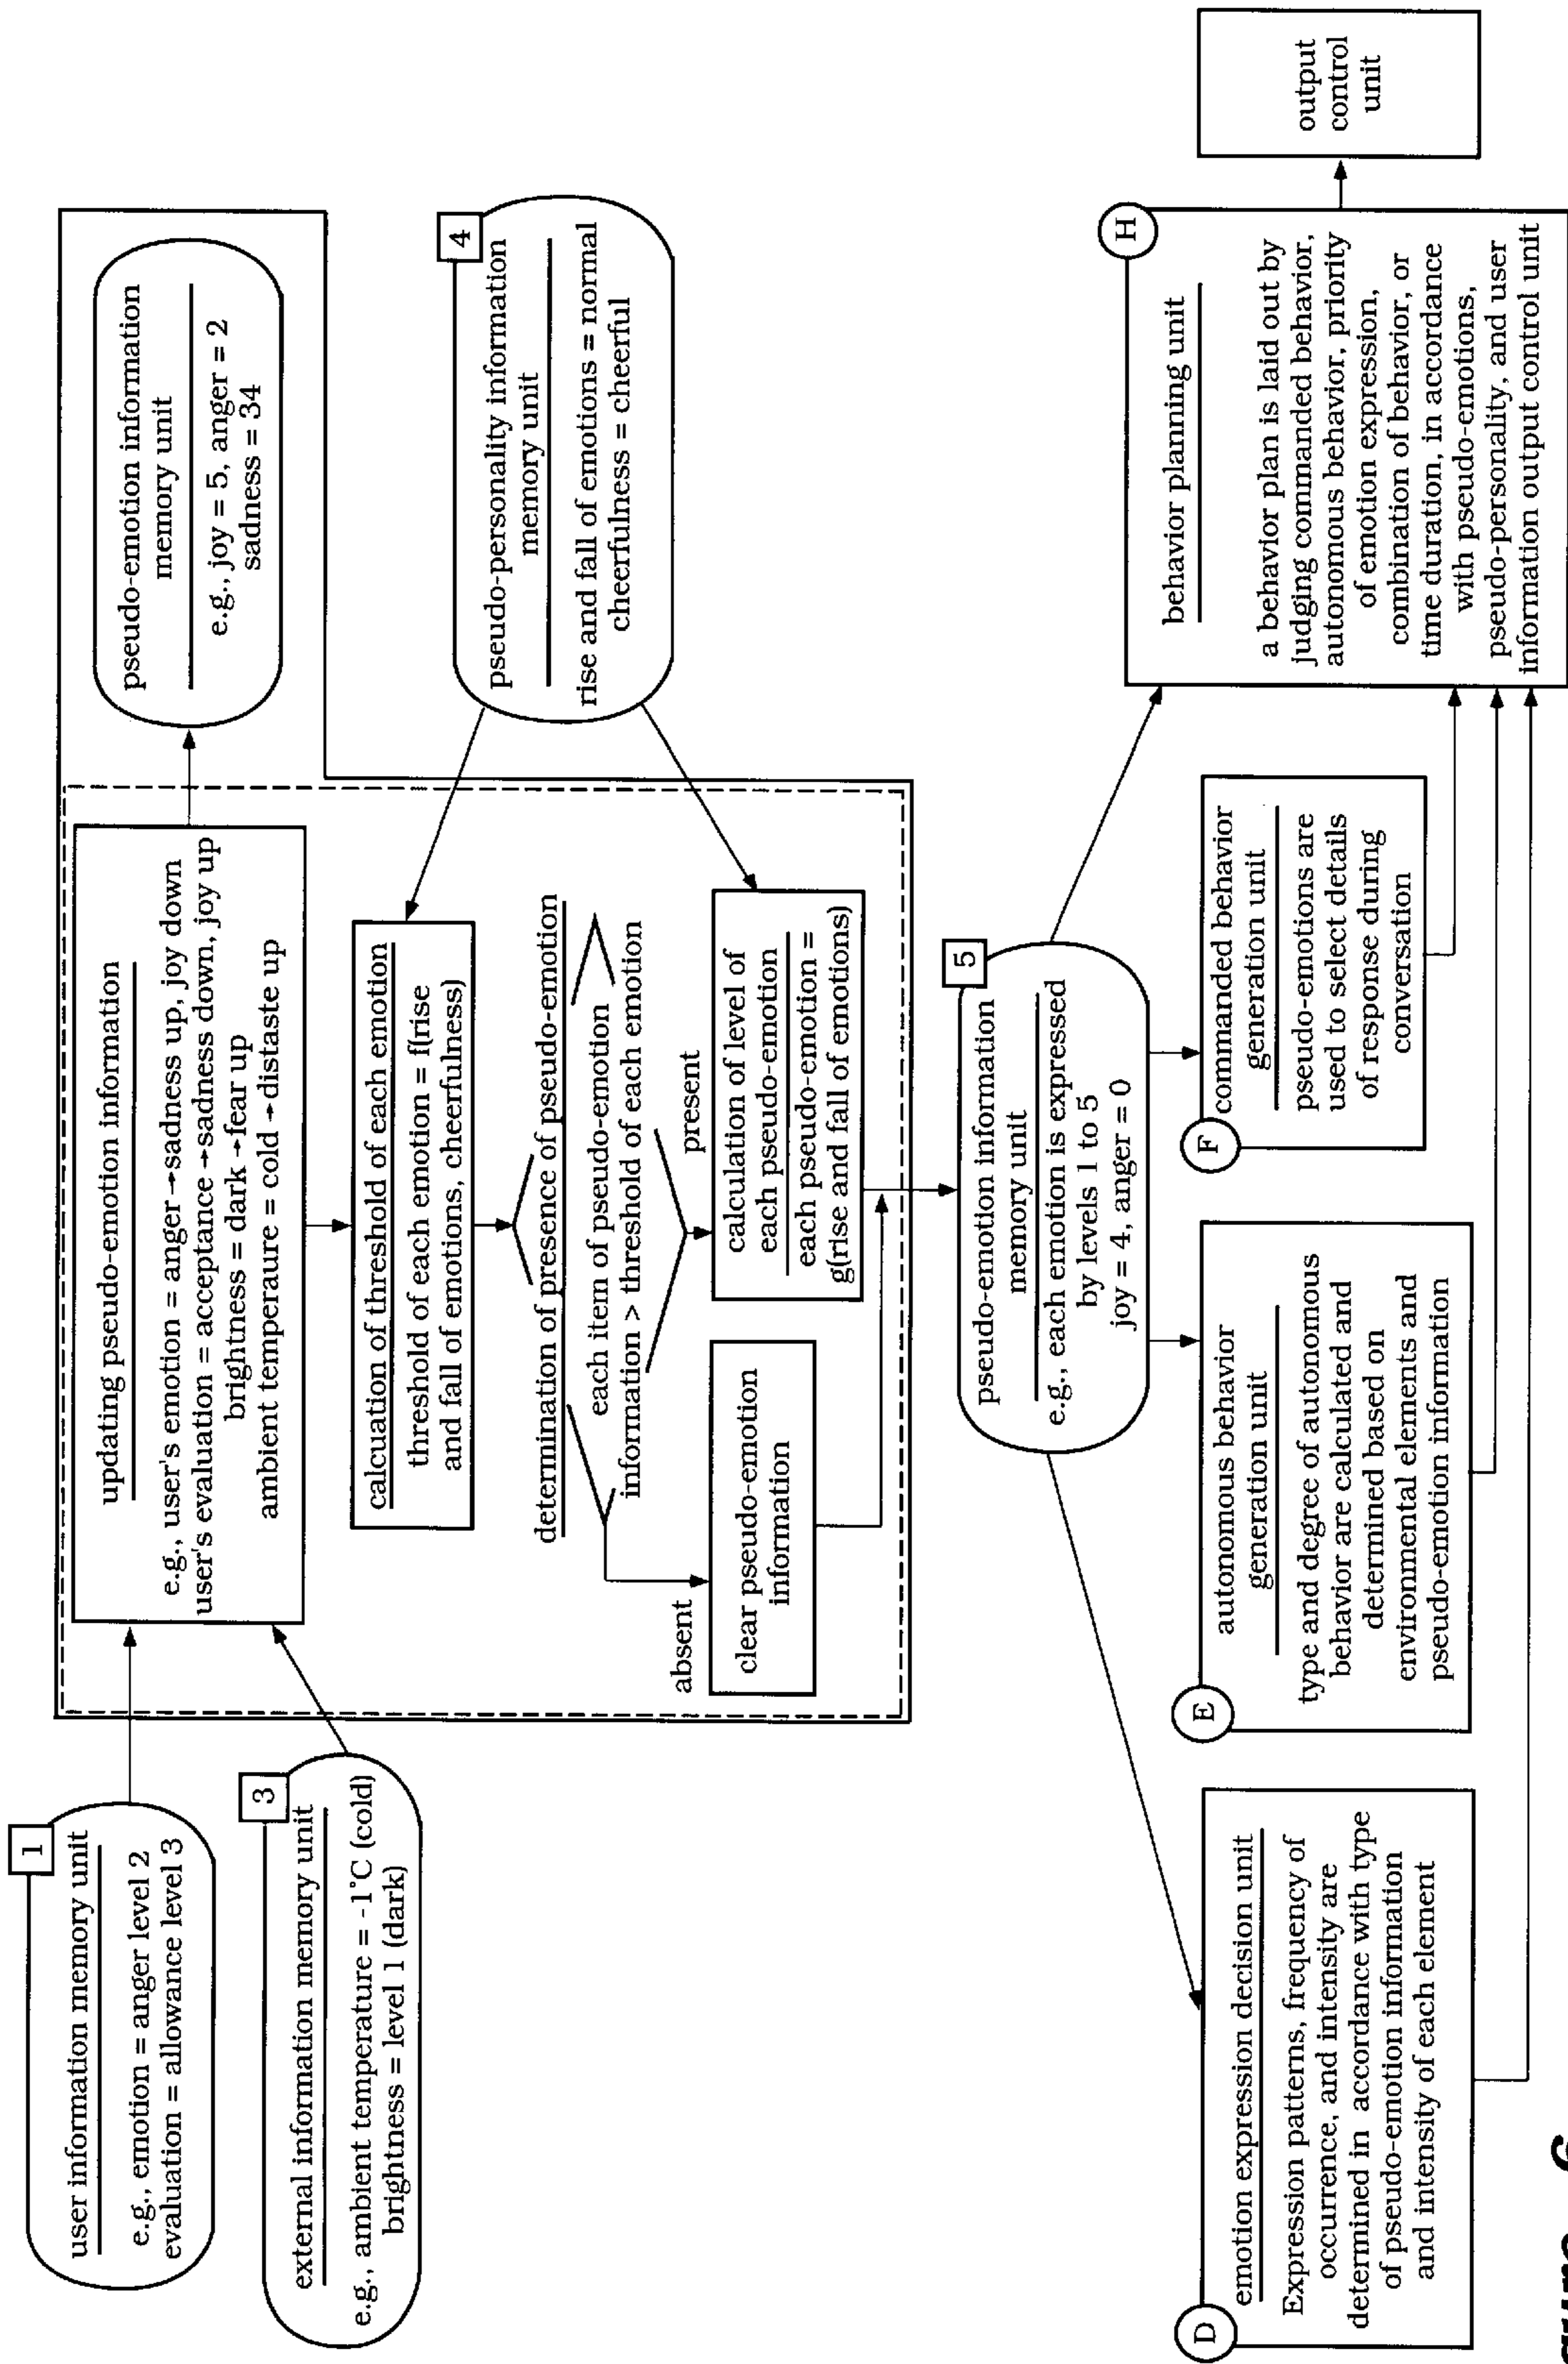 1
user information memory unit
e.g., emotion = anger level 2
evaluation = allowance level 3
3
external information memory unit
e.g., ambient temperature = -1°C (cold)
brightness = level 1 (dark)
updating pseudo-emotion information
e.g., user's emotion = anger→sadness up, joy down
user's evaluation = acceptance→sadness down, joy up
brightness = dark→fear up
ambient temperaure = cold→distaste up
pseudo-emotion information
memory unit
e.g., joy = 5, anger = 2
sadness = 34
calcuation of threshold of each emotion
threshold of each emotion = f(rise
and fall of emotions, cheerfulness)
4
pseudo-personality information
memory unit
rise and fall of emotions = normal
cheerfulness = cheerful
determination of presence of pseudo-emotion
each item of pseudo-emotion
information > threshold of each emotion
absent
present
clear pseudo-emotion
information
calculation of level of
each pseudo-emotion
each pseudo-emotion =
g(rise and fall of emotions)
5
pseudo-emotion information
memory unit
e.g., each emotion is expressed
by levels 1 to 5
joy = 4, anger = 0
D
emotion expression decision unit
Expression patterns, frequency of
occurrence, and intensity are
determined in accordance with type
of pseudo-emotion information
and intensity of each element
E
autonomous behavior
generation unit
type and degree of autonomous
behavior are calculated and
determined based on
environmental elements and
pseudo-emotion information
F
commanded behavior
generation unit
pseudo-emotions are
used to select details
of response during
conversation
H
behavior planning unit
a behavior plan is laid out by
judging commanded behavior,
autonomous behavior, priority
of emotion expression,
combination of behavior, or
time duration, in accordance
with pseudo-emotions,
pseudo-personality, and user
information output control unit
output
control
unit